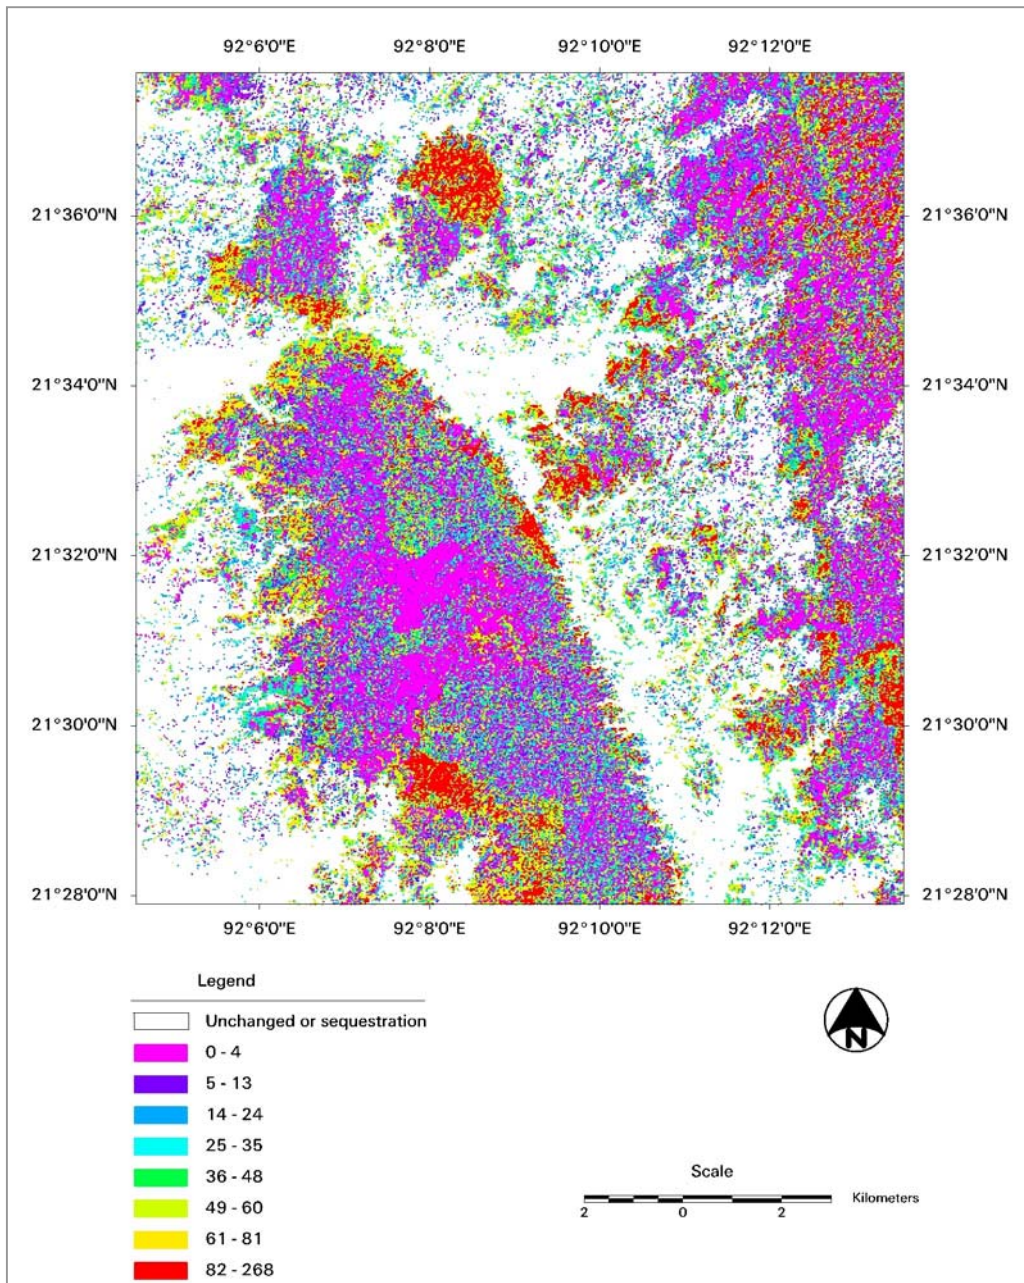 92°6'0"E 92°8'0"E 92°10'0"E 92°12'0"E
21°36'0"N 21°36'0"N
21°34'0"N 21°34'0"N
21°32'0"N 21°32'0"N
21°30'0"N 21°30'0"N
21°28'0"N 21°28'0"N
92°6'0"E 92°8'0"E 92°10'0"E 92°12'0"E
Legend
Unchanged or sequestration
0 - 4
5 - 13
14 - 24
25 - 35
36 - 48
49 - 60
61 - 81
82 - 268
N
Scale
Kilometers
2 0 2